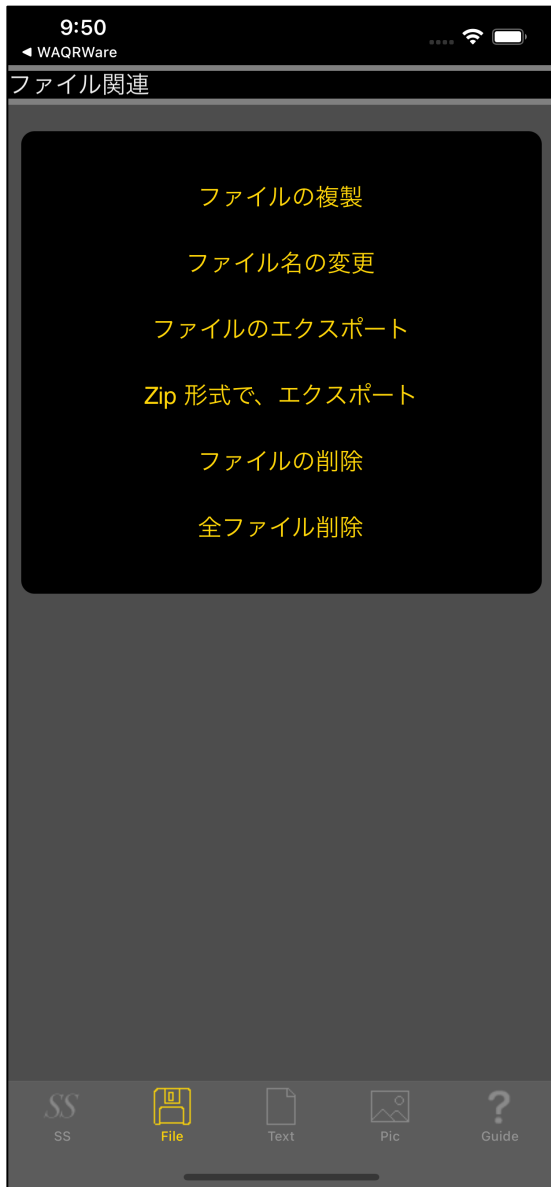 9:50
◀ WAQRWare
ファイル関連
ファイルの複製
ファイル名の変更
ファイルのエクスポート
Zip 形式で、エクスポート
ファイルの削除
全ファイル削除
SS
SS
File
Text
Pic
?
Guide